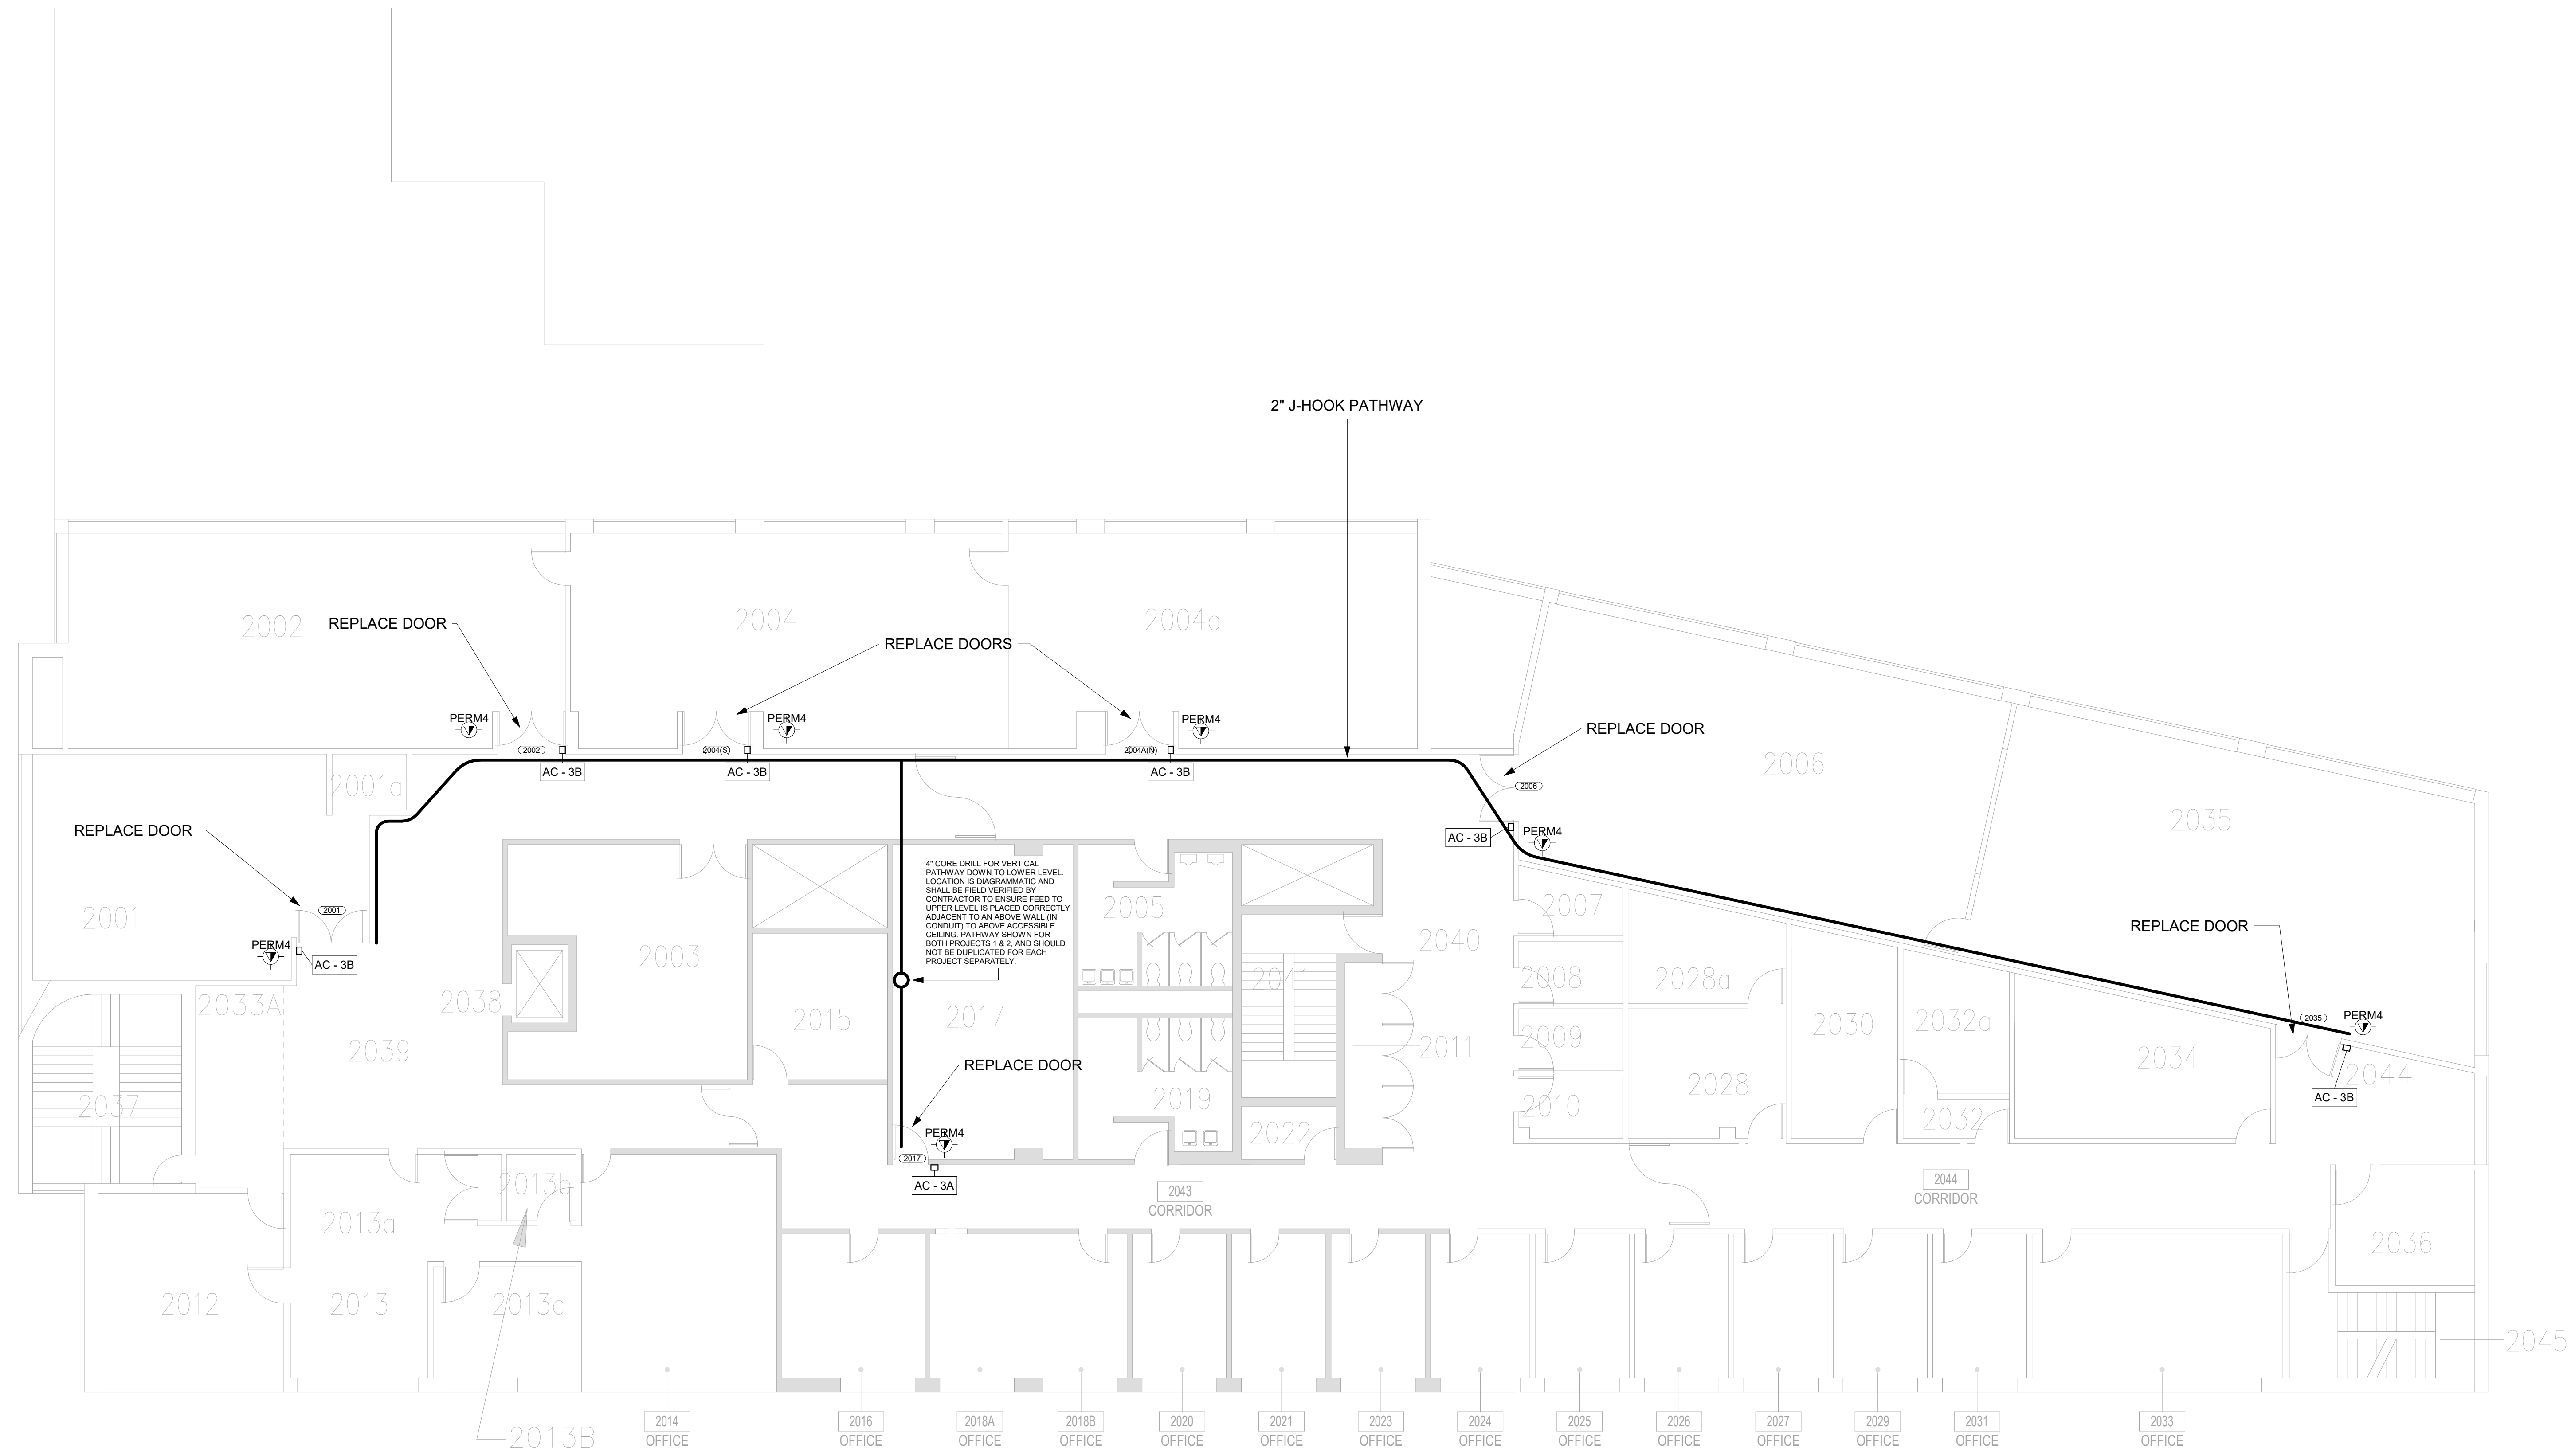 2" J-HOOK PATHWAY
2002
REPLACE DOOR
2004
REPLACE DOORS
2004a
PERM4
2002
AC - 3B
2004(S)
PERM4
AC - 3B
2004A(N)
PERM4
AC - 3B
REPLACE DOOR
2006
2006
AC - 3B
PERM4
2035
2001a
REPLACE DOOR
2001
2001
PERM4
AC - 3B
2033A
2037
2039
2038
2003
2015
4" CORE DRILL FOR VERTICAL
PATHWAY DOWN TO LOWER LEVEL.
LOCATION IS DIAGRAMMATIC AND
SHALL BE FIELD VERIFIED BY
CONTRACTOR TO ENSURE FEED TO
UPPER LEVEL IS PLACED CORRECTLY
ADJACENT TO AN ABOVE WALL (IN
CONDUIT) TO ABOVE ACCESSIBLE
CEILING. PATHWAY SHOWN FOR
BOTH PROJECTS 1 & 2, AND SHOULD
NOT BE DUPLICATED FOR EACH
PROJECT SEPARATELY.
2017
REPLACE DOOR
PERM4
2017
AC - 3A
2005
2019
2041
2022
2040
2011
2007
2008
2009
2010
2028a
2028
2030
2032a
2032
2034
REPLACE DOOR
2035
PERM4
2044
AC - 3B
2043
CORRIDOR
2044
CORRIDOR
2036
2045
2012
2013a
2013
2013b
2013c
2013B
2014
OFFICE
2016
OFFICE
2018A
OFFICE
2018B
OFFICE
2020
OFFICE
2021
OFFICE
2023
OFFICE
2024
OFFICE
2025
OFFICE
2026
OFFICE
2027
OFFICE
2029
OFFICE
2031
OFFICE
2033
OFFICE